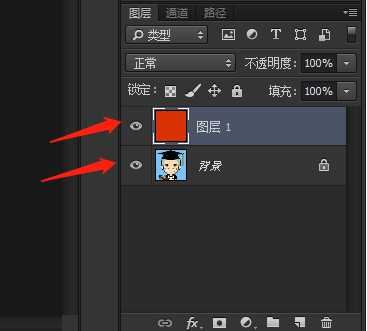 图层 通道 路径
类型
正常 不透明度: 100%
锁定: 填充: 100%
图层 1
背景
fx